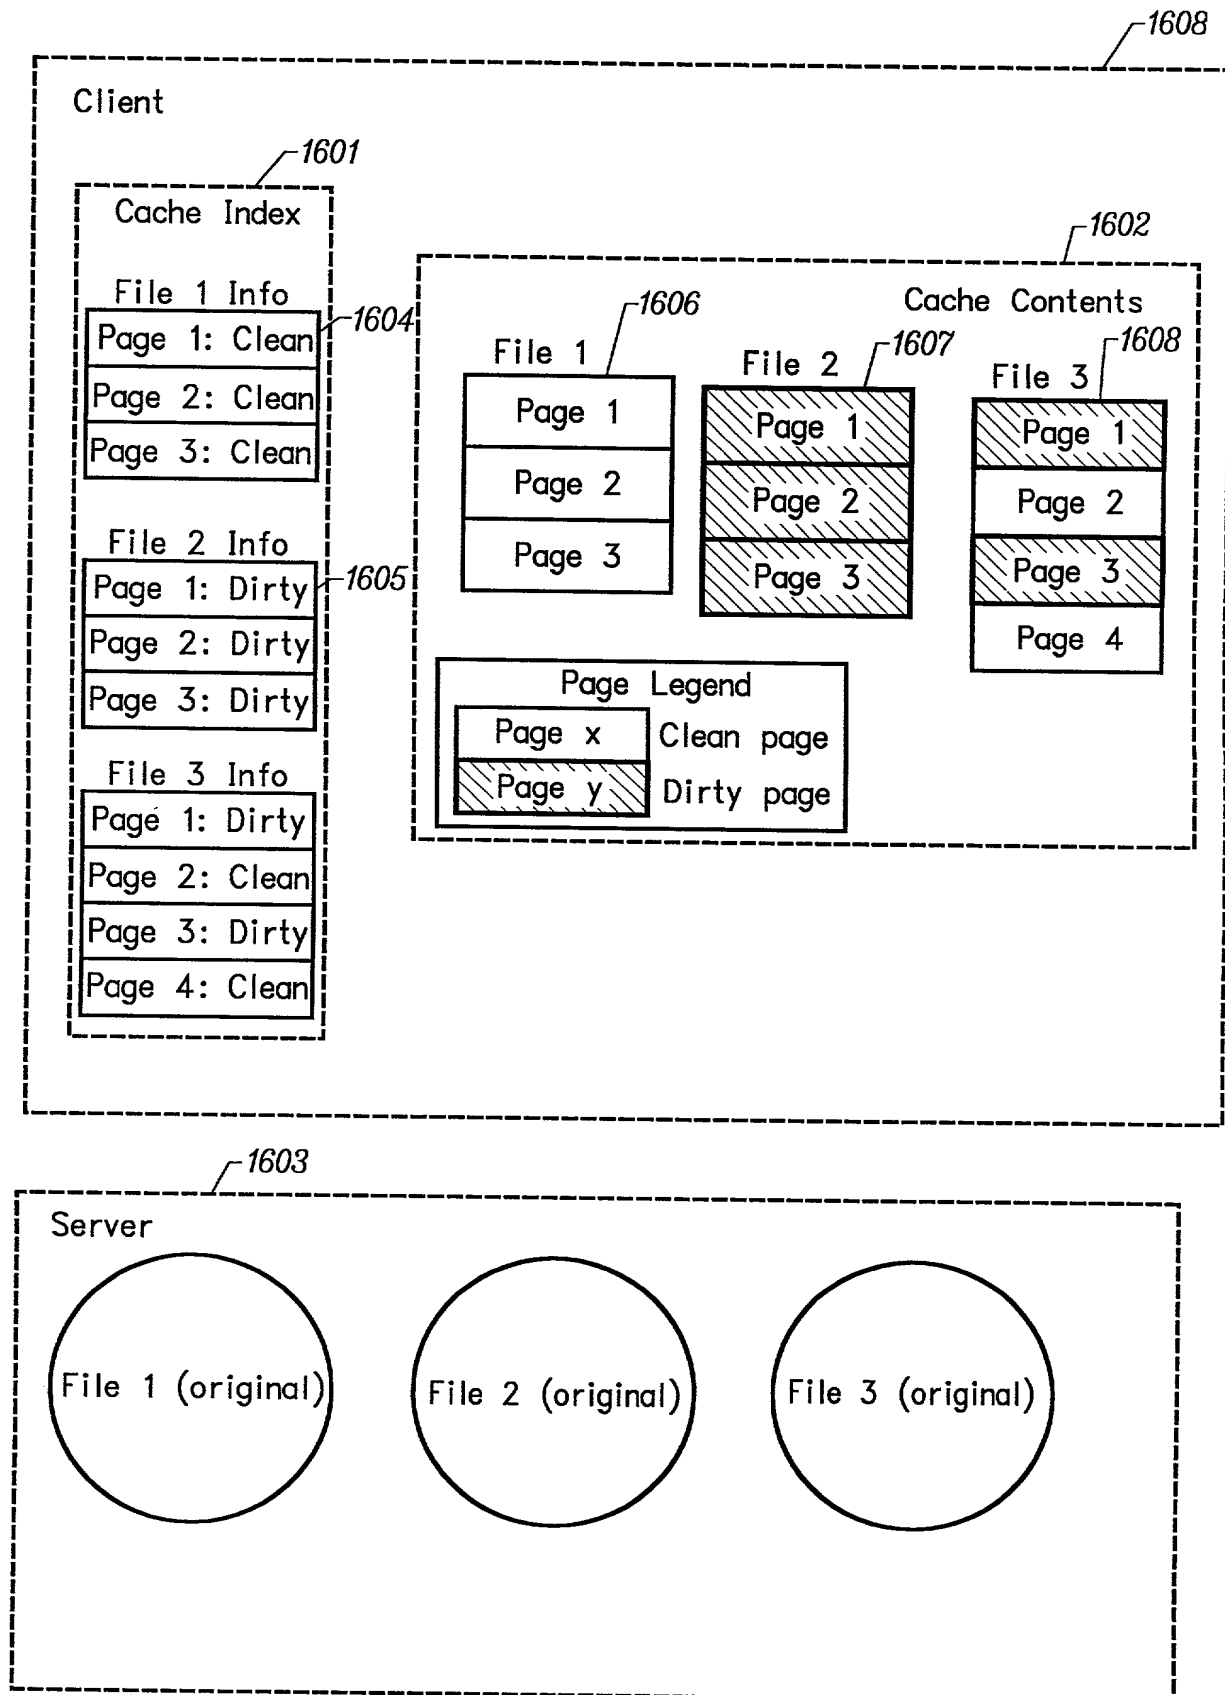 1608
Client
1601
Cache Index
File 1 Info
Page 1: Clean
1604
Page 2: Clean
Page 3: Clean
File 2 Info
Page 1: Dirty
1605
Page 2: Dirty
Page 3: Dirty
File 3 Info
Page 1: Dirty
Page 2: Clean
Page 3: Dirty
Page 4: Clean
1602
Cache Contents
1606
File 1
Page 1
Page 2
Page 3
1607
File 2
Page 1
Page 2
Page 3
1608
File 3
Page 1
Page 2
Page 3
Page 4
Page Legend
Page x Clean page
Page y Dirty page
1603
Server
File 1 (original)
File 2 (original)
File 3 (original)